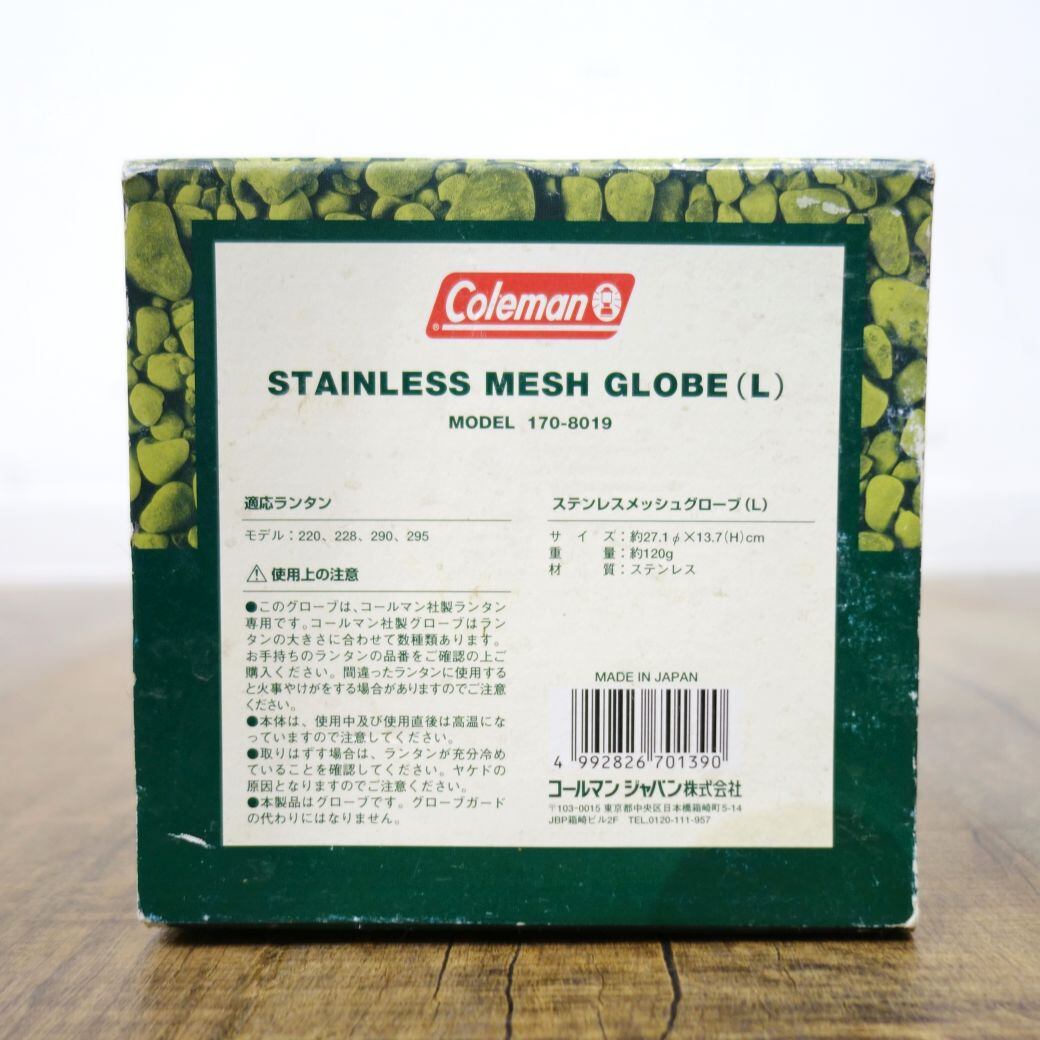 Coleman
®
STAINLESS MESH GLOBE(L)
MODEL 170-8019
適応ランタン
モデル：220、228、290、295
⚠使用上の注意
●このグローブは、コールマン社製ランタン
専用です。コールマン社製グローブはラン
タンの大きさに合わせて数種類あります。
お手持ちのランタンの品番をご確認の上ご
購入ください。間違ったランタンに使用する
と火事やけがをする場合がありますのでご注意
ください。
●本体は、使用中及び使用直後は高温にな
っていますので注意してください。
●取りはずす場合は、ランタンが充分冷め
ていることを確認してください。ヤケドの
原因となりますのでご注意ください。
●本製品はグローブです。グローブガード
の代わりにはなりません。
ステンレスメッシュグローブ（L）
サイズ：約27.1φ×13.7(H)cm
重量：約120g
材質：ステンレス
MADE IN JAPAN
4 992826 701390
コールマン ジャパン株式会社
〒103-0015 東京都中央区日本橋箱崎町5-14
JBP箱崎ビル2F TEL.0120-111-957